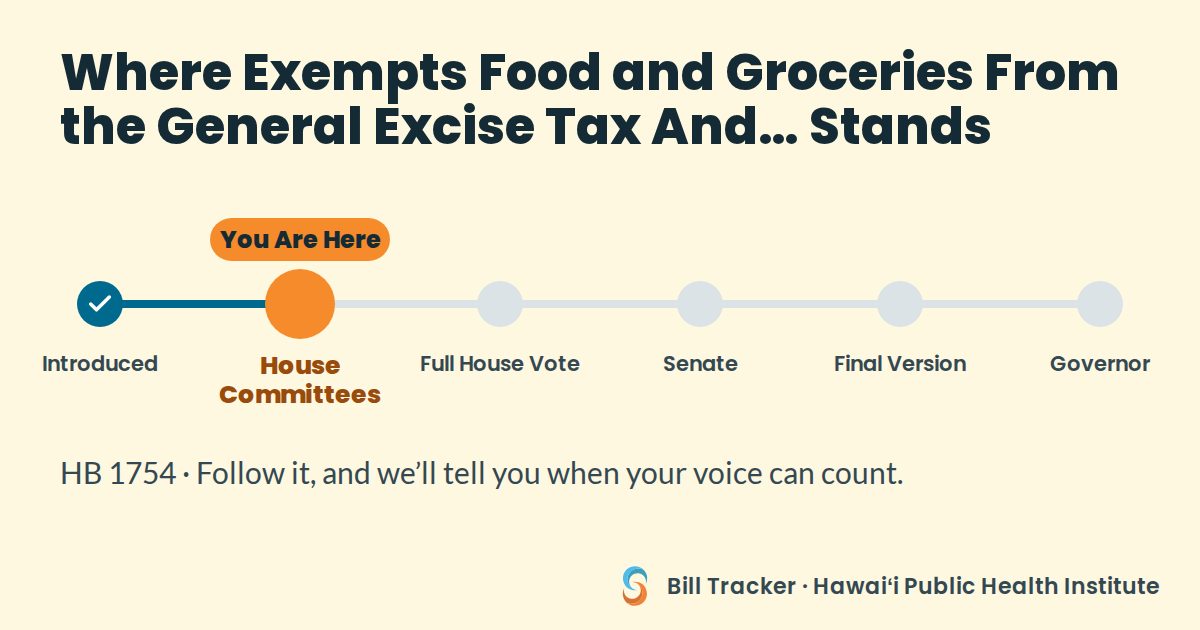 Where Exempts Food and Groceries From
the General Excise Tax And... Stands
You Are Here
Introduced
House
Committees
Full House Vote
Senate
Final Version
Governor
HB 1754 · Follow it, and we’ll tell you when your voice can count.
Bill Tracker · Hawaiʻi Public Health Institute